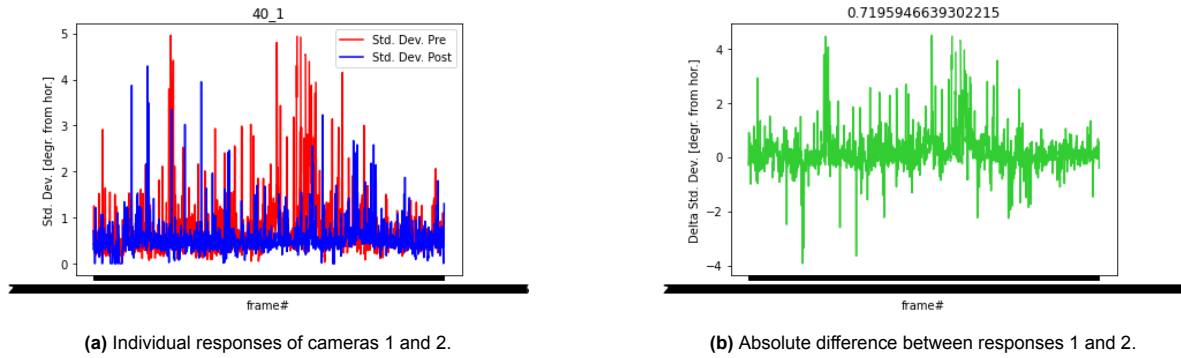 40_1
Std. Dev. [degr. from hor.]
5
4
3
2
1
0
Std. Dev. Pre
Std. Dev. Post
frame#
(a) Individual responses of cameras 1 and 2.
0.7195946639302215
Delta Std. Dev. [degr. from hor.]
4
2
0
−2
−4
frame#
(b) Absolute difference between responses 1 and 2.